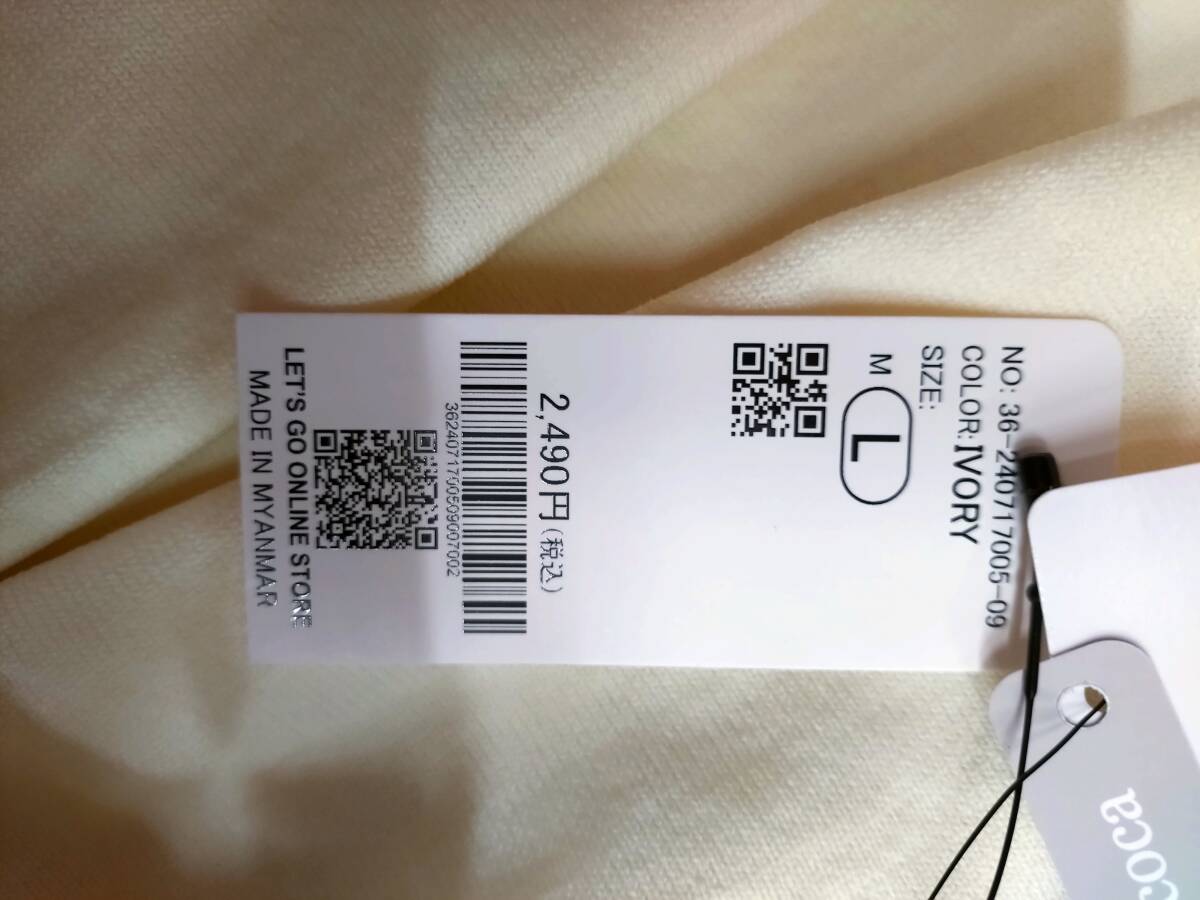 NO: 36-240717005-09
COLOR:IVORY
SIZE:
M L
2,490円(税込)
3624071700509007002
LET'S GO ONLINE STORE
MADE IN MYANMAR
coca